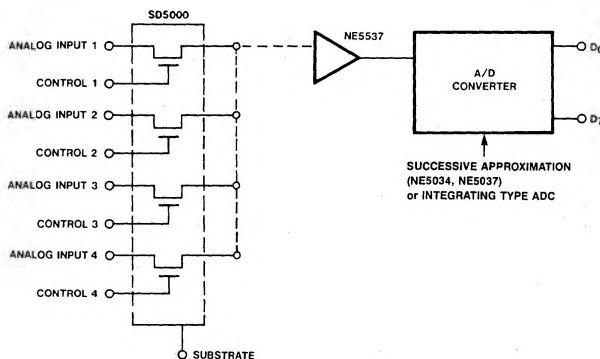 SD5000
ANALOG INPUT 1
CONTROL 1
ANALOG INPUT 2
CONTROL 2
ANALOG INPUT 3
CONTROL 3
ANALOG INPUT 4
CONTROL 4
SUBSTRATE
NE5537
A/D
CONVERTER
SUCCESSIVE APPROXIMATION
(NE5034, NE5037)
or INTEGRATING TYPE ADC